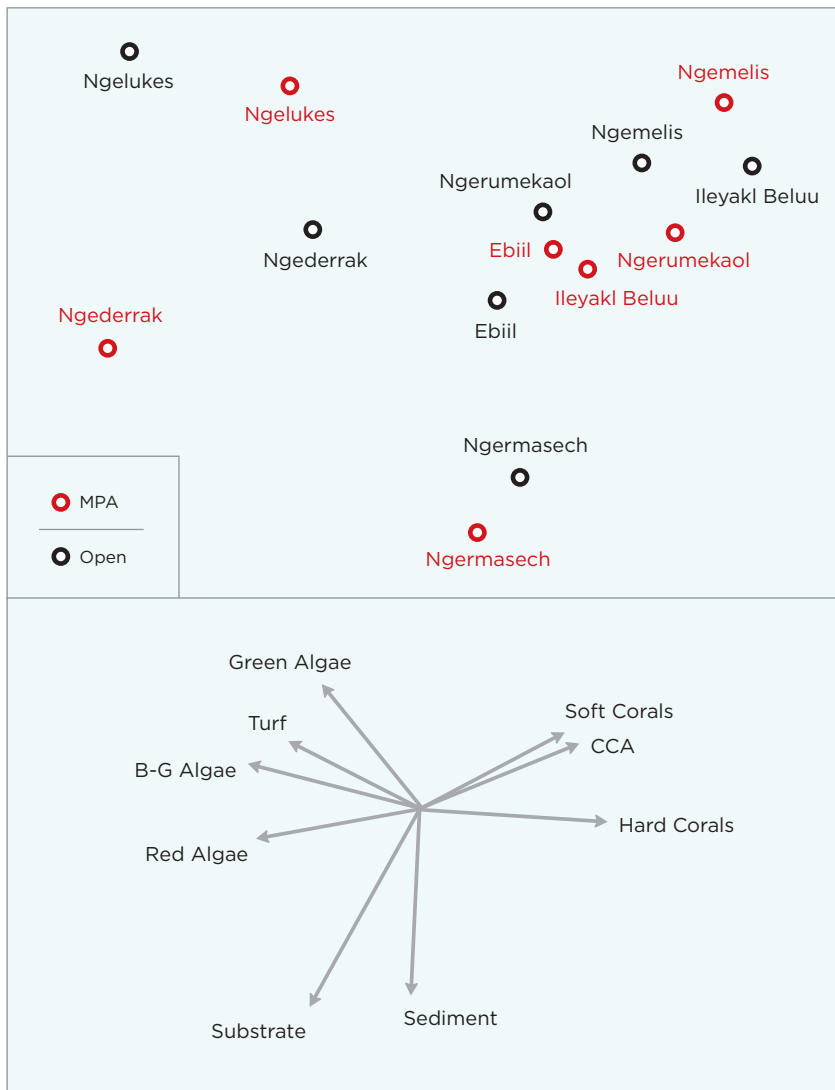 Ngelukes
Ngelukes
Ngemelis
Ngemelis
Ileyakl Beluu
Ngerumekaol
Ngederrak
Ebiil
Ngerumekaol
Ileyakl Beluu
Ngederrak
Ebiil
Ngermasech
MPA
Open
Ngermasech
Green Algae
Soft Corals
Turf
CCA
B-G Algae
Hard Corals
Red Algae
Sediment
Substrate